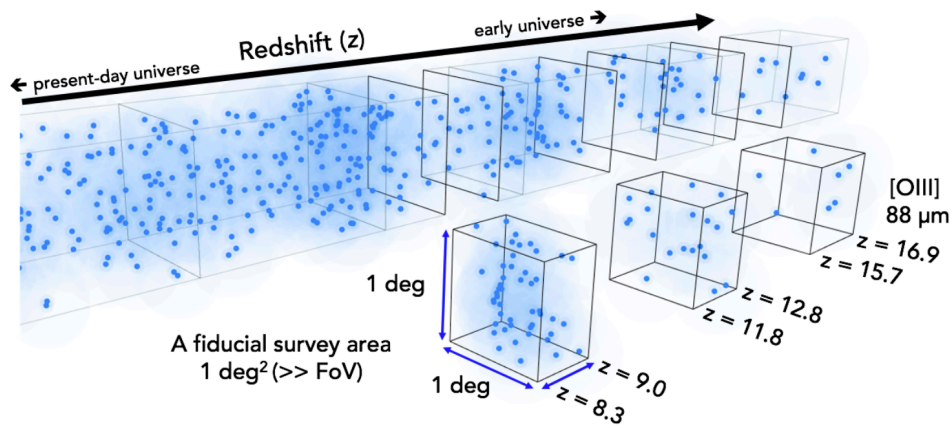 early universe →
Redshift (z)
← present-day universe
[OIII]
88 μm
z = 16.9
z = 15.7
1 deg
z = 12.8
z = 11.8
A fiducial survey area
1 deg² (>> FoV)
1 deg
z = 9.0
z = 8.3